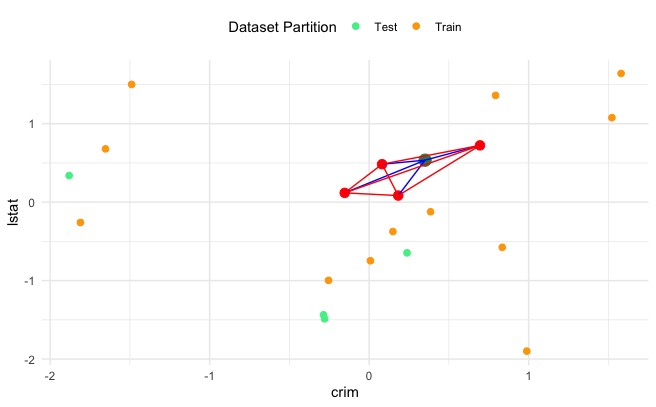 Dataset Partition Test Train
1
0
-1
-2
lstat
-2 -1 0 1
crim